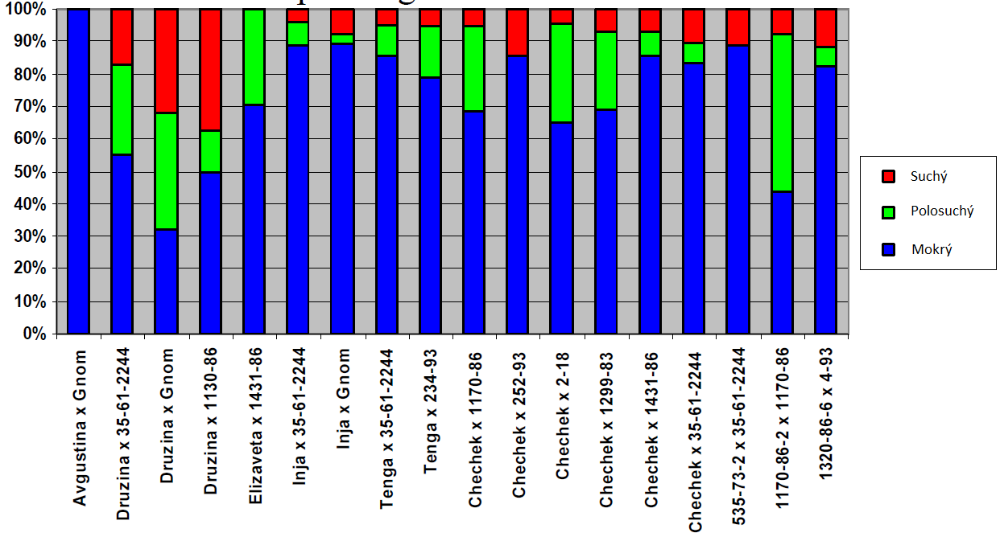 100%
90%
80%
70%
60%
50%
40%
30%
20%
10%
0%
Avgustina x Gnom
Druzina x 35-61-2244
Druzina x Gnom
Druzina x 1130-86
Elizaveta x 1431-86
Inja x 35-61-2244
Inja x Gnom
Tenga x 35-61-2244
Tenga x 234-93
Chechek x 1170-86
Chechek x 252-93
Chechek x 2-18
Chechek x 1299-83
Chechek x 1431-86
Chechek x 35-61-2244
535-73-2 x 35-61-2244
1170-86-2 x 1170-86
1320-86-6 x 4-93
Suchý
Polosuchý
Mokrý